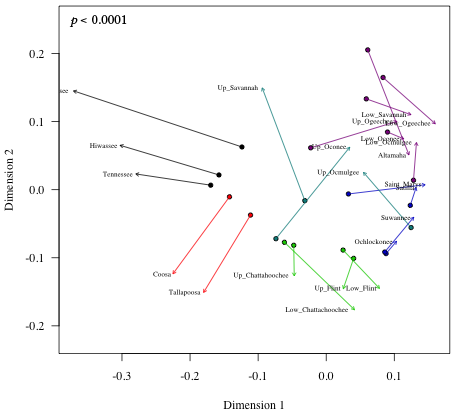 p < 0.0001
0.2
0.1
0.0
-0.1
-0.2
Dimension 2
Up_Savannah
Low_Savannah
Up_Ogeechee
Low_Ogeechee
Low_Oconee
Low_Ocmulgee
Hiwassee
Up_Oconee
Altamaha
Tennessee
Up_Ocmulgee
Saint_Marys
Suwannee
Ochlockonee
Coosa
Up_Chattahoochee
Tallapoosa
Up_Flint
Low_Flint
Low_Chattachoochee
-0.3
-0.2
-0.1
0.0
0.1
Dimension 1